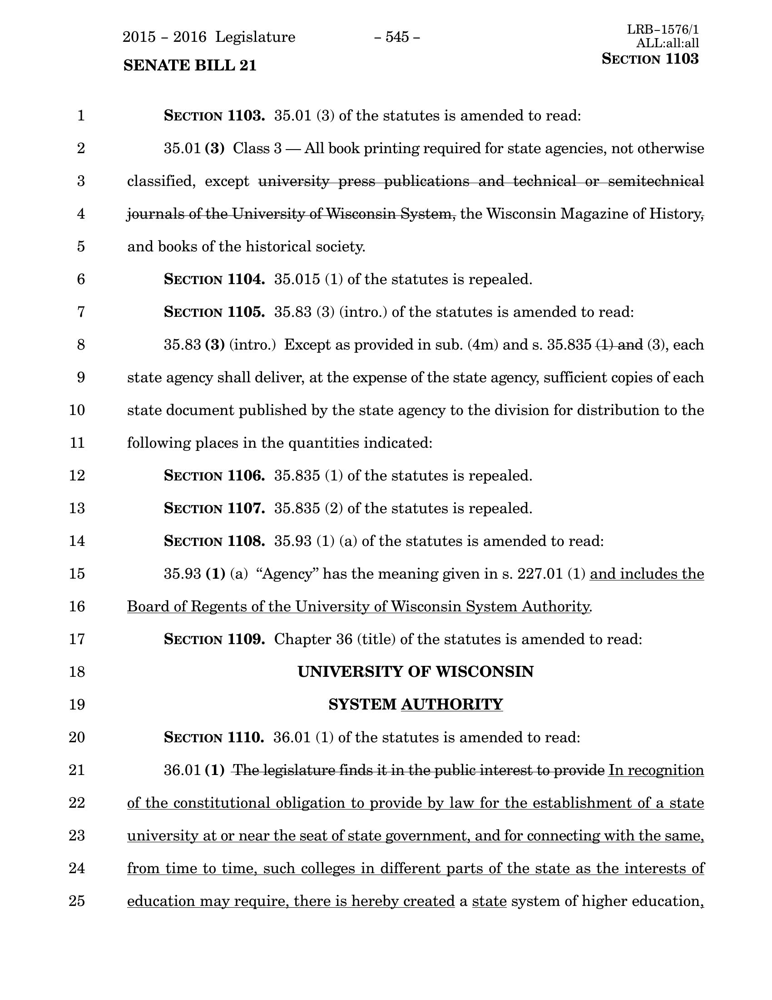 2015 − 2016 Legislature − 545 − LRB−1576/1
ALL:all:all
SENATE BILL 21 SECTION 1103
1 SECTION 1103. 35.01 (3) of the statutes is amended to read:
2 35.01 (3) Class 3 — All book printing required for state agencies, not otherwise
3 classified, except university press publications and technical or semitechnical
4 journals of the University of Wisconsin System, the Wisconsin Magazine of History,
5 and books of the historical society.
6 SECTION 1104. 35.015 (1) of the statutes is repealed.
7 SECTION 1105. 35.83 (3) (intro.) of the statutes is amended to read:
8 35.83 (3) (intro.) Except as provided in sub. (4m) and s. 35.835 (1) and (3), each
9 state agency shall deliver, at the expense of the state agency, sufficient copies of each
10 state document published by the state agency to the division for distribution to the
11 following places in the quantities indicated:
12 SECTION 1106. 35.835 (1) of the statutes is repealed.
13 SECTION 1107. 35.835 (2) of the statutes is repealed.
14 SECTION 1108. 35.93 (1) (a) of the statutes is amended to read:
15 35.93 (1) (a) “Agency” has the meaning given in s. 227.01 (1) and includes the
16 Board of Regents of the University of Wisconsin System Authority.
17 SECTION 1109. Chapter 36 (title) of the statutes is amended to read:
18 UNIVERSITY OF WISCONSIN
19 SYSTEM AUTHORITY
20 SECTION 1110. 36.01 (1) of the statutes is amended to read:
21 36.01 (1) The legislature finds it in the public interest to provide In recognition
22 of the constitutional obligation to provide by law for the establishment of a state
23 university at or near the seat of state government, and for connecting with the same,
24 from time to time, such colleges in different parts of the state as the interests of
25 education may require, there is hereby created a state system of higher education,